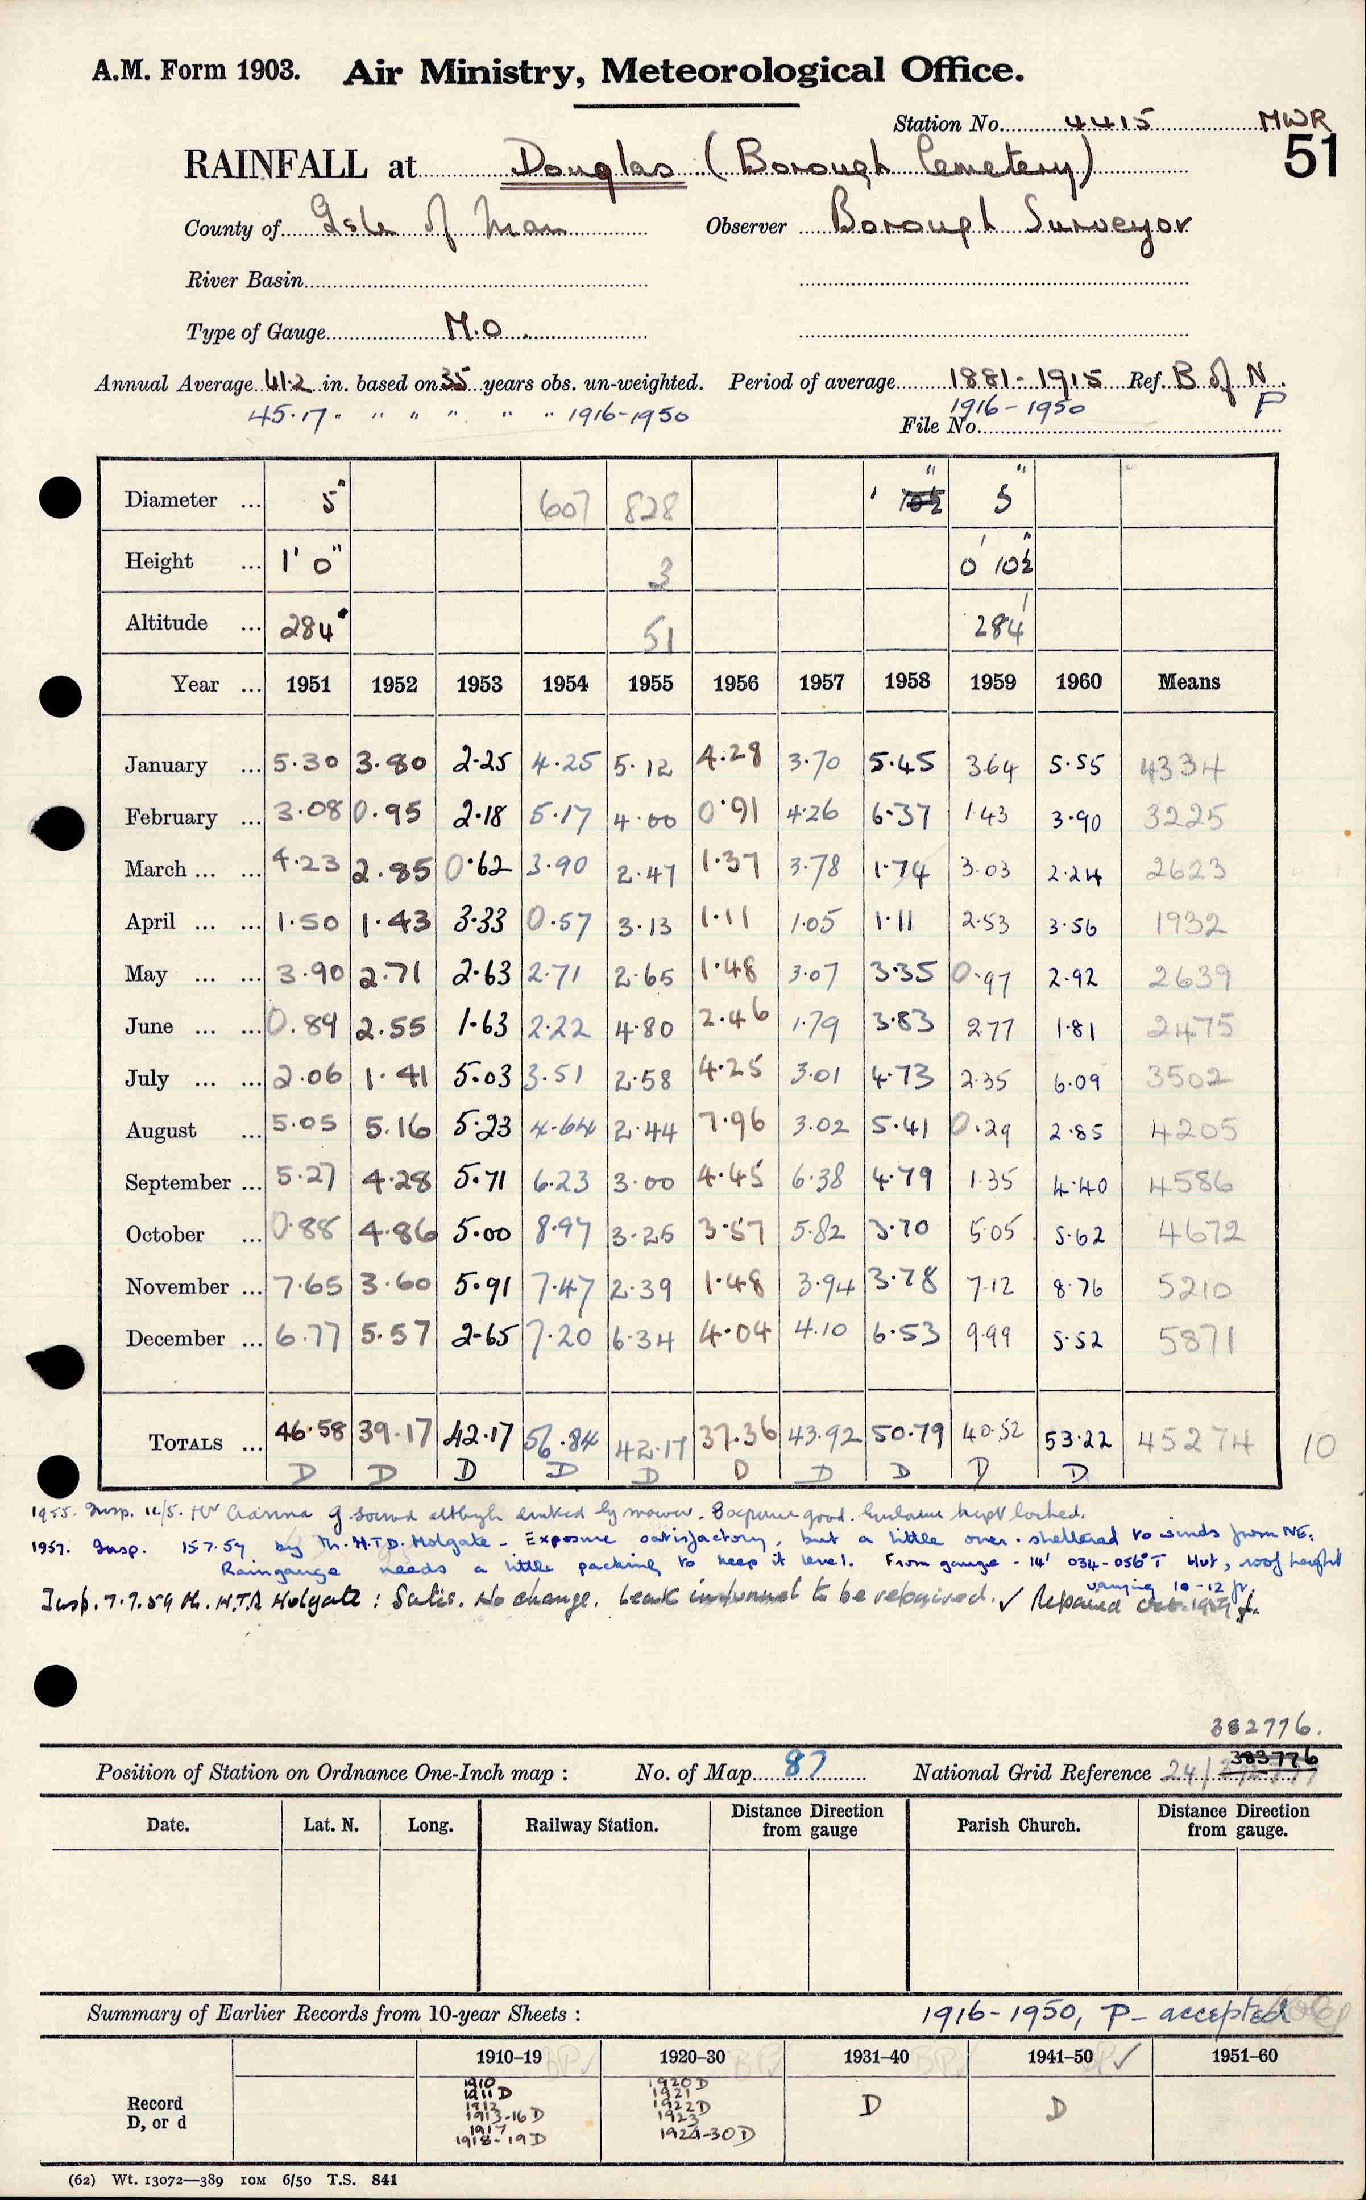 A.M. Form 1903. Air Ministry, Meteorological Office.
Station No. 4415 MWR
RAINFALL at Douglas (Borough Cemetery) 51
County of Isle of Man Observer Borough Surveyor
River Basin
Type of Gauge M.O.
Annual Average 41.2 in. based on 35 years obs. un-weighted. Period of average 1881-1915 Ref. B of N.
45.17 " " " " " " 1916-1950 1916-1950 P
File No.
Diameter ... 5" 607 828 " 5"
Height ... 1' 0" 3 0' 10½"
Altitude ... 284' 51 284'
Year ... 1951 1952 1953 1954 1955 1956 1957 1958 1959 1960 Means
January ... 5.30 3.80 2.25 4.25 5.12 4.28 3.70 5.45 3.64 5.55 4334
February ... 3.08 0.95 2.18 5.17 4.00 0.91 4.26 6.37 1.43 3.90 3225
March ... ... 4.23 2.85 0.62 3.90 2.47 1.37 3.78 1.74 3.03 2.24 2623
April ... ... 1.50 1.43 3.33 0.57 3.13 1.11 1.05 1.11 2.53 3.56 1932
May ... ... 3.90 2.71 2.63 2.71 2.65 1.48 3.07 3.35 0.97 2.92 2639
June ... ... 0.89 2.55 1.63 2.22 4.80 2.46 1.79 3.83 2.77 1.81 2475
July ... ... 2.06 1.41 5.03 3.51 2.58 4.25 3.01 4.73 2.35 6.09 3502
August ... 5.05 5.16 5.23 4.64 2.44 7.96 3.02 5.41 0.29 2.85 4205
September ... 5.27 4.28 5.71 6.23 3.00 4.45 6.38 4.79 1.35 4.40 4586
October ... 0.88 4.86 5.00 8.97 3.25 3.57 5.82 3.70 5.05 5.62 4672
November ... 7.65 3.60 5.91 7.47 2.39 1.48 3.94 3.78 7.12 8.76 5210
December ... 6.77 5.57 2.65 7.20 6.34 4.04 4.10 6.53 9.99 5.52 5871
TOTALS ... 46.58 39.17 42.17 56.84 42.17 37.36 43.92 50.79 40.52 53.22 45274 10
D D D D D D D D D D
1955. Insp. 12/5. Mr g. sound although dinked by mower. Exposure good. kept locked.
1957. Insp. 15.7.57 by Mr. H.T.D. Holgate - Exposure satisfactory, but a little over-sheltered to winds from NE.
Raingauge needs a little packing to keep it level. From gauge - 14' 034-056°T Hut, roof height
varying 10-12 ft.
Insp. 7.7.59 Mr. H.T.D. Holgate: Satis. No change. Leak in funnel to be repaired. ✓ Repaired Oct. 1959
382776.
Position of Station on Ordnance One-Inch map : No. of Map 87 National Grid Reference 24/ 383776
Date. Lat. N. Long. Railway Station. Distance Direction from gauge Parish Church. Distance Direction from gauge.
Summary of Earlier Records from 10-year Sheets : 1916-1950, P- accepted
1910-19 1920-30 1931-40 1941-50 ✓ 1951-60
Record D, or d
1910
1911 D
1912
1913-16 D
1917
1918-19 D
1920 D
1921
1922 D
1923
1924-30 D
D
D
(62) Wt. 13072—389 10M 6/50 T.S. 841